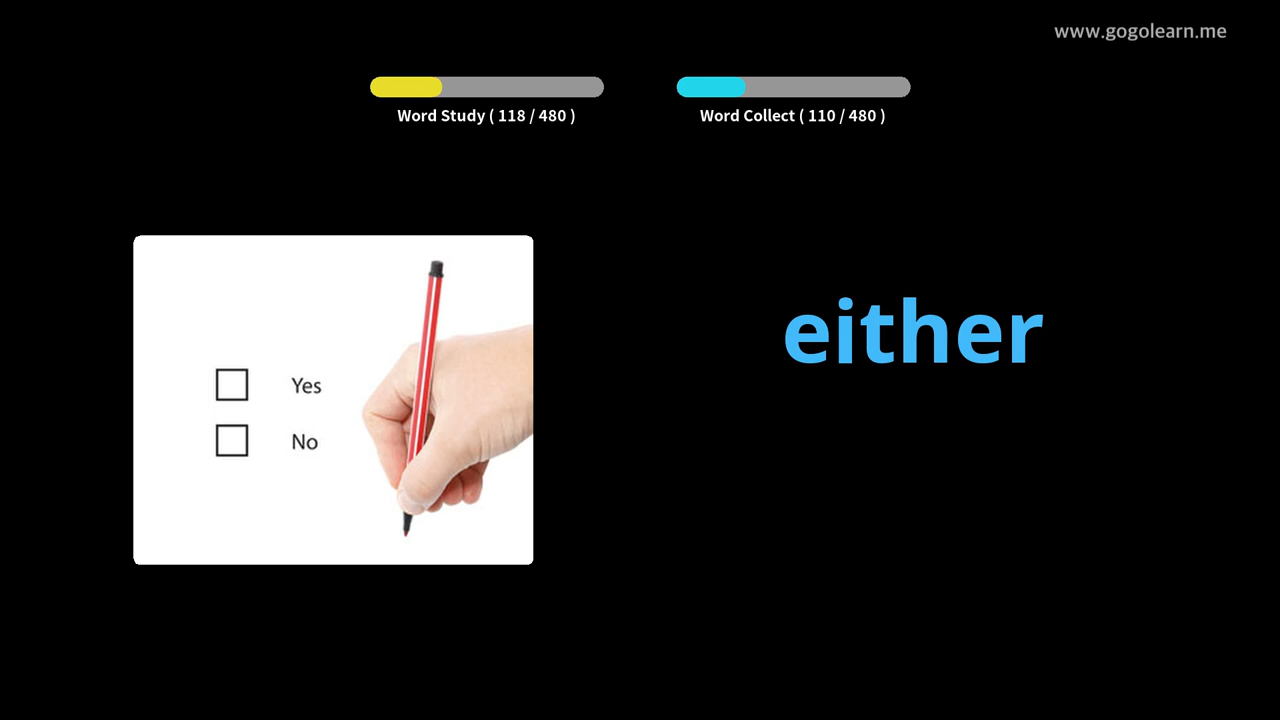 www.gogolearn.me
Word Study ( 118 / 480 )
Word Collect ( 110 / 480 )
Yes
No
either